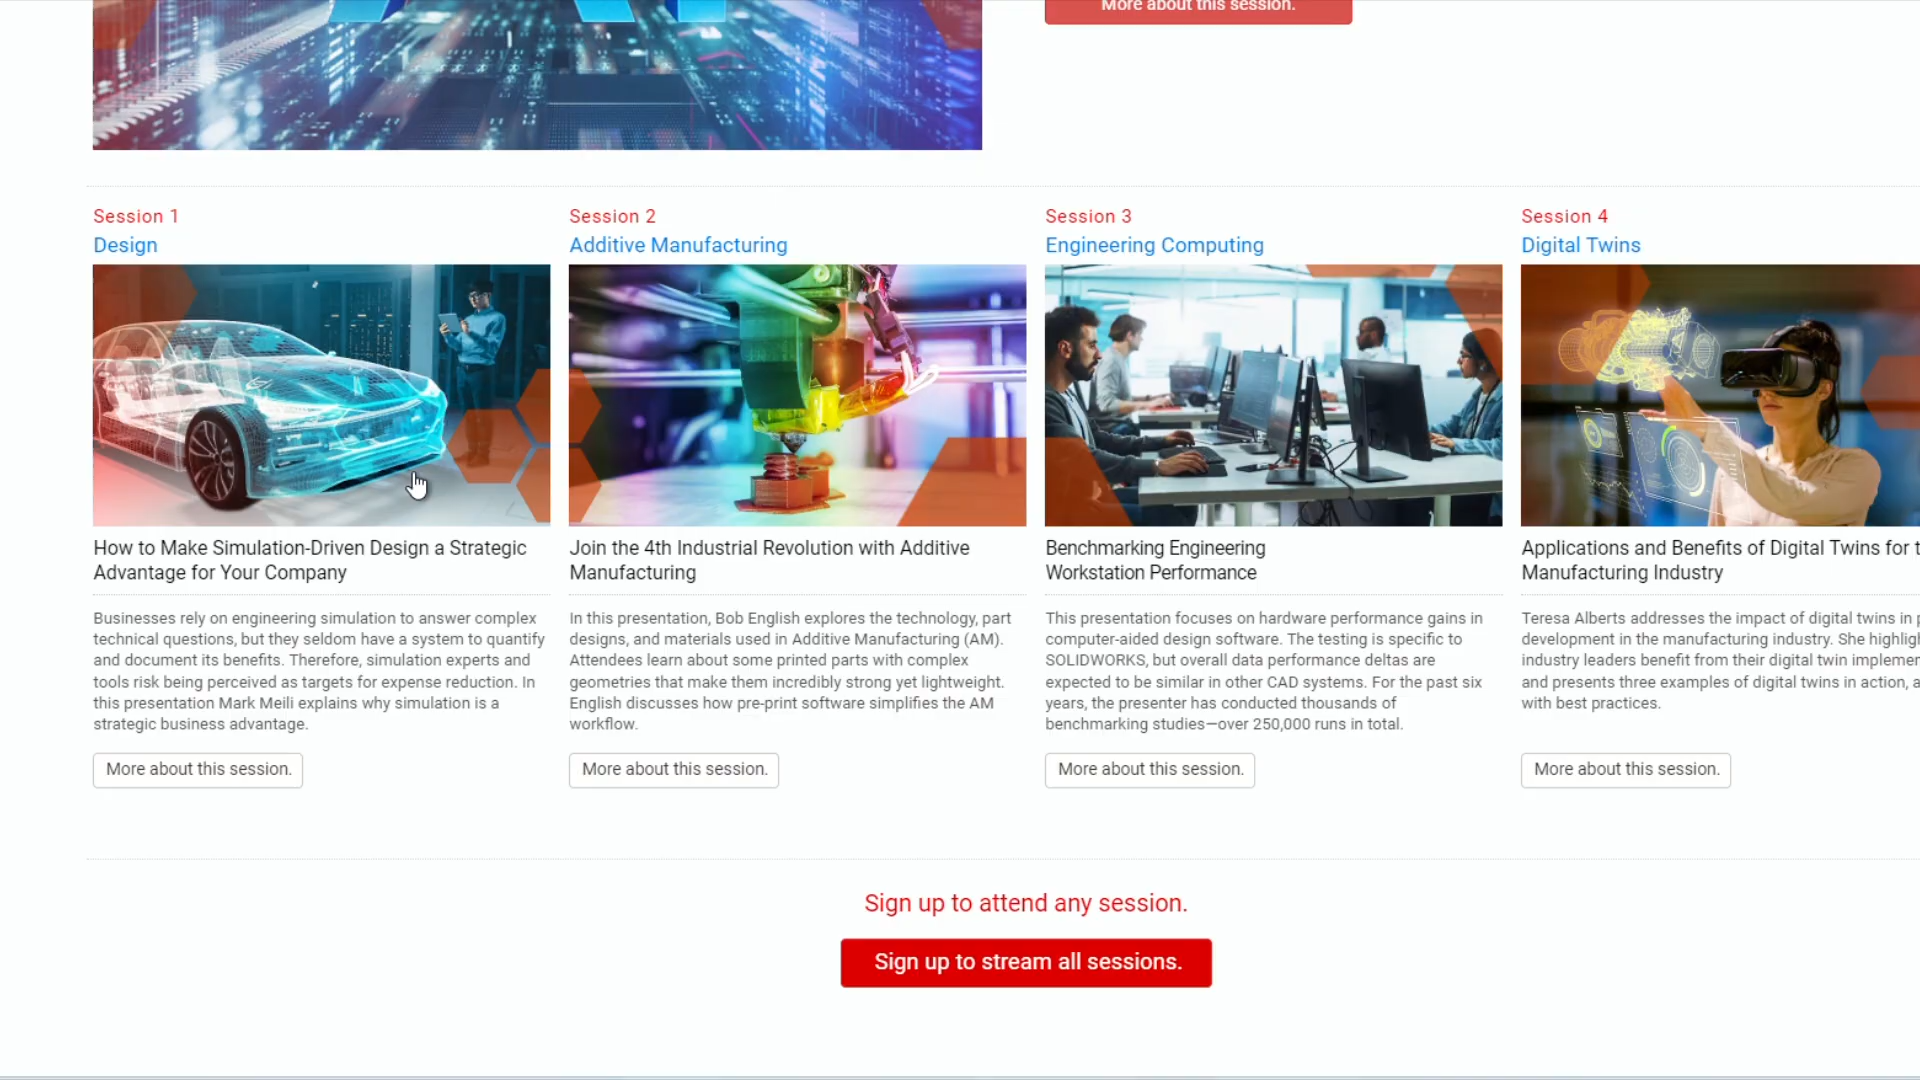 More about this session.
Session 1
Design
How to Make Simulation-Driven Design a Strategic
Advantage for Your Company
Businesses rely on engineering simulation to answer complex
technical questions, but they seldom have a system to quantify
and document its benefits. Therefore, simulation experts and
tools risk being perceived as targets for expense reduction. In
this presentation Mark Meili explains why simulation is a
strategic business advantage.
More about this session.
Session 2
Additive Manufacturing
Join the 4th Industrial Revolution with Additive
Manufacturing
In this presentation, Bob English explores the technology, part
designs, and materials used in Additive Manufacturing (AM).
Attendees learn about some printed parts with complex
geometries that make them incredibly strong yet lightweight.
English discusses how pre-print software simplifies the AM
workflow.
More about this session.
Session 3
Engineering Computing
Benchmarking Engineering
Workstation Performance
This presentation focuses on hardware performance gains in
computer-aided design software. The testing is specific to
SOLIDWORKS, but overall data performance deltas are
expected to be similar in other CAD systems. For the past six
years, the presenter has conducted thousands of
benchmarking studies—over 250,000 runs in total.
More about this session.
Session 4
Digital Twins
Applications and Benefits of Digital Twins for
Manufacturing Industry
Teresa Alberts addresses the impact of digital twins in
development in the manufacturing industry. She
industry leaders benefit from their digital twin
and presents three examples of digital twins in action,
with best practices.
More about this session.
Sign up to attend any session.
Sign up to stream all sessions.